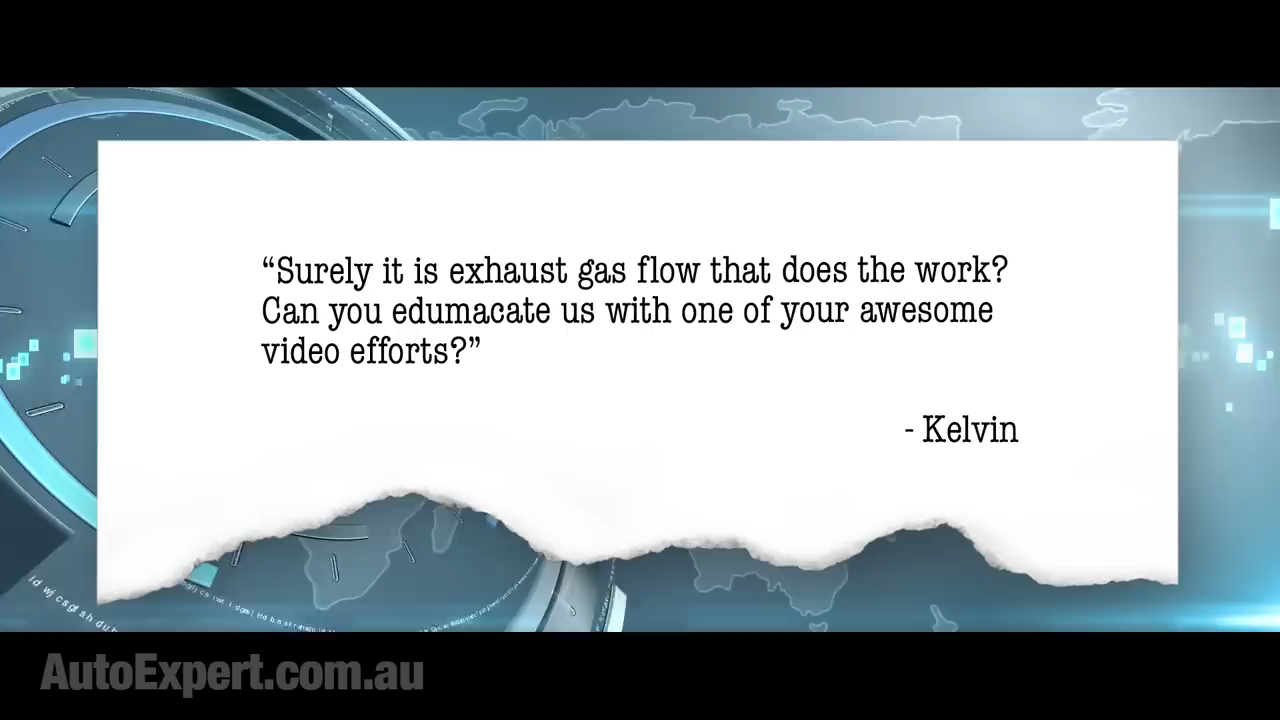 “Surely it is exhaust gas flow that does the work?
Can you edumacate us with one of your awesome
video efforts?”
- Kelvin
AutoExpert.com.au